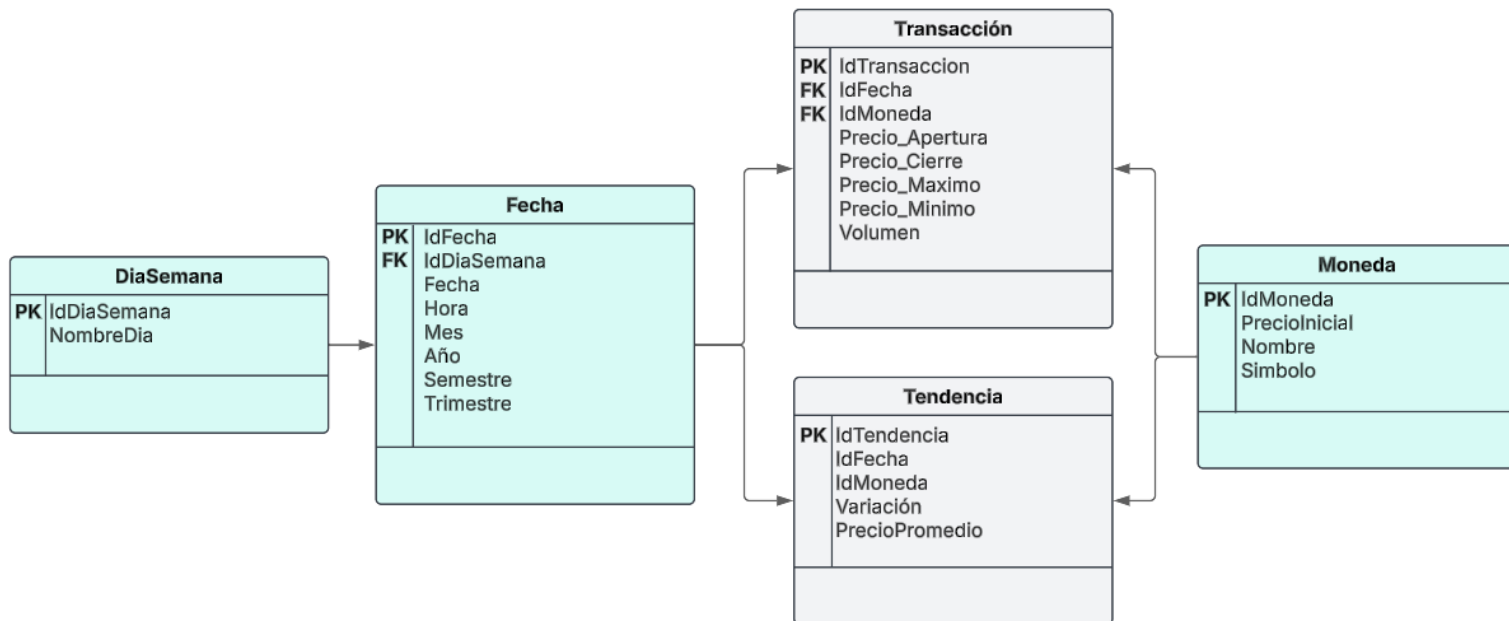 DiaSemana
PK IdDiaSemana
NombreDia
Fecha
PK IdFecha
FK IdDiaSemana
Fecha
Hora
Mes
Año
Semestre
Trimestre
Transacción
PK IdTransaccion
FK IdFecha
FK IdMoneda
Precio_Apertura
Precio_Cierre
Precio_Maximo
Precio_Minimo
Volumen
Tendencia
PK IdTendencia
IdFecha
IdMoneda
Variación
PrecioPromedio
Moneda
PK IdMoneda
PrecioInicial
Nombre
Simbolo